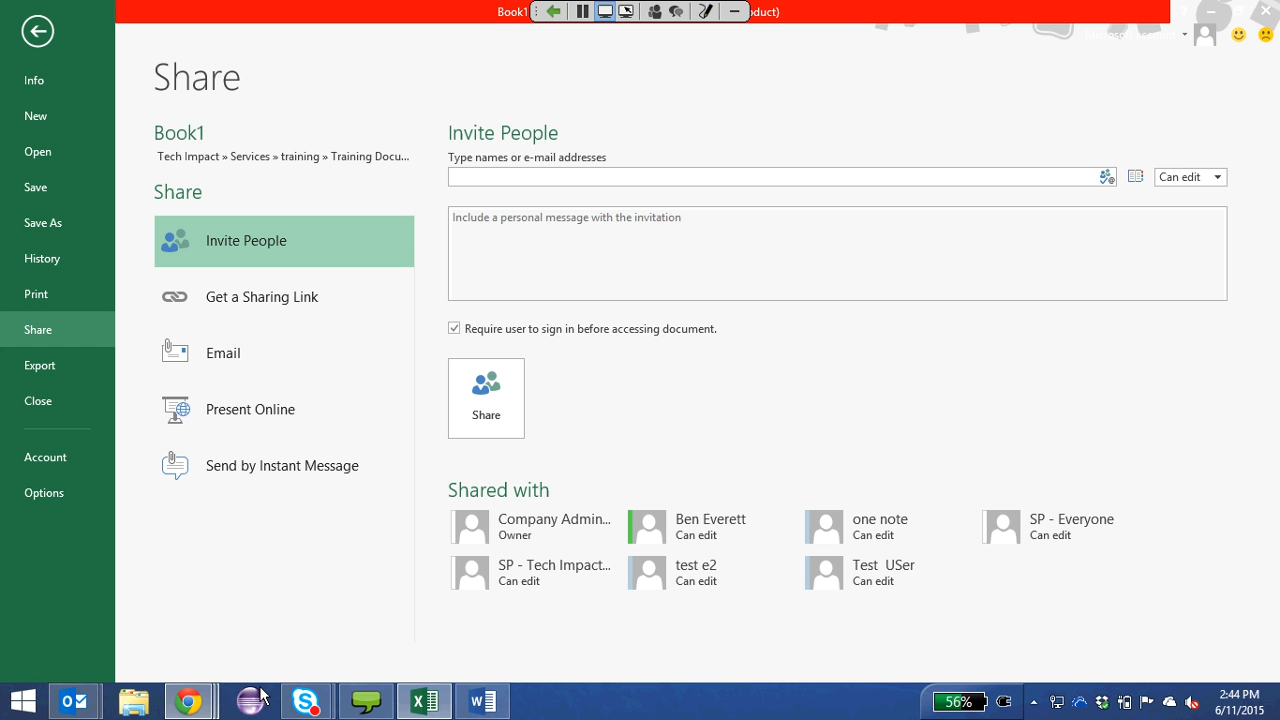 Book1
oduct)
Microsoft account
Info
New
Open
Save
Save As
History
Print
Share
Export
Close
Account
Options
Share
Book1
Tech Impact » Services » training » Training Docu...
Share
Invite People
Get a Sharing Link
Email
Present Online
Send by Instant Message
Invite People
Type names or e-mail addresses
Can edit
Include a personal message with the invitation
Require user to sign in before accessing document.
Share
Shared with
Company Admin...
Owner
Ben Everett
Can edit
one note
Can edit
SP - Everyone
Can edit
SP - Tech Impact...
Can edit
test e2
Can edit
Test USer
Can edit
56%
2:44 PM
6/11/2015